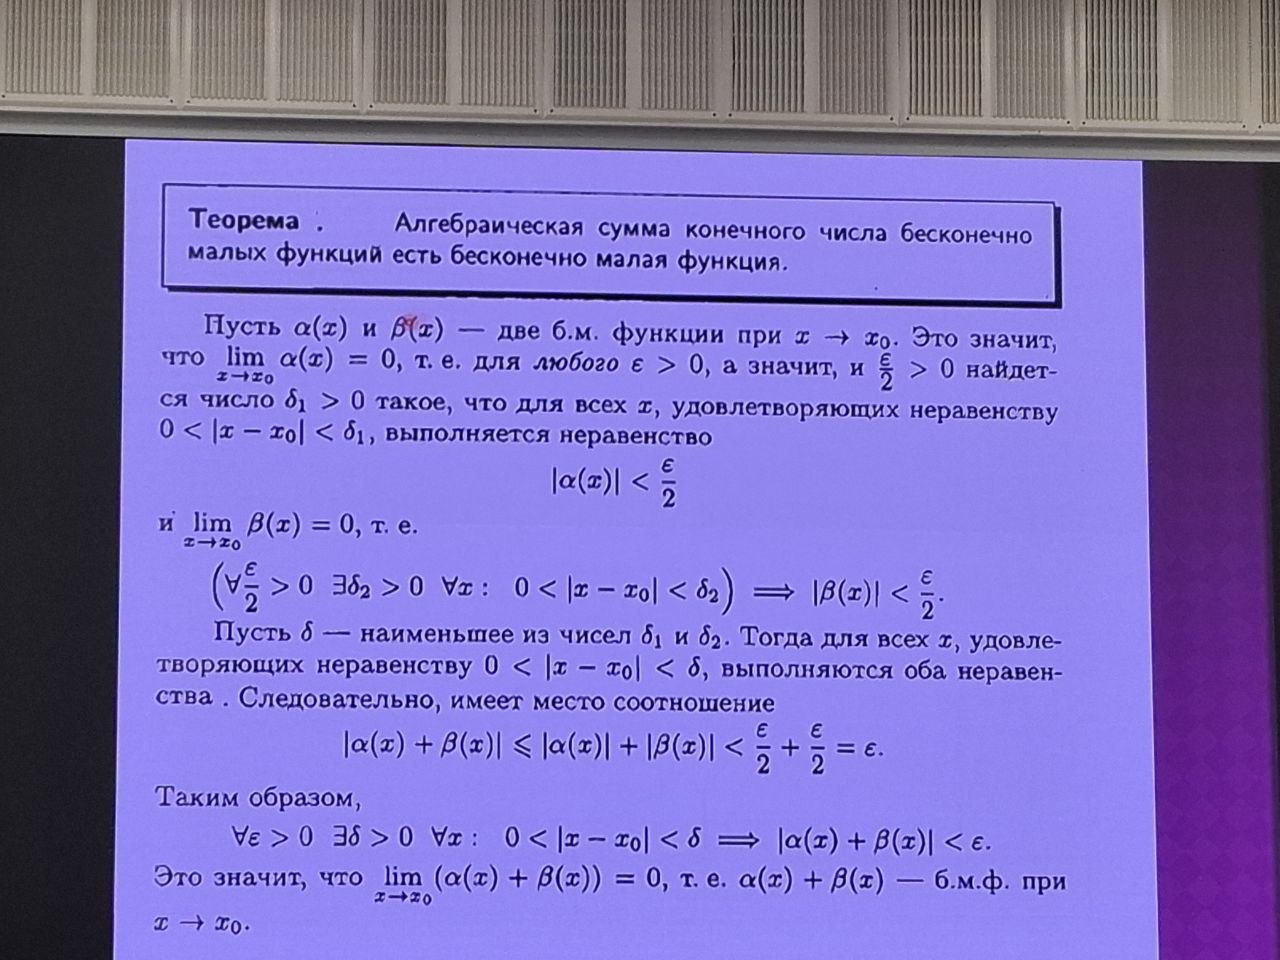 Теорема . Алгебраическая сумма конечного числа бесконечно
малых функций есть бесконечно малая функция.
Пусть α(x) и β(x) — две б.м. функции при x → x₀. Это значит,
что lim α(x) = 0, т. е. для любого ε > 0, а значит, и ε/2 > 0 найдет-
x→x₀
ся число δ₁ > 0 такое, что для всех x, удовлетворяющих неравенству
0 < |x − x₀| < δ₁, выполняется неравенство
|α(x)| < ε/2
и lim β(x) = 0, т. е.
x→x₀
(∀ε/2 > 0 ∃δ₂ > 0 ∀x : 0 < |x − x₀| < δ₂) ⟹ |β(x)| < ε/2.
Пусть δ — наименьшее из чисел δ₁ и δ₂. Тогда для всех x, удовле-
творяющих неравенству 0 < |x − x₀| < δ, выполняются оба неравен-
ства . Следовательно, имеет место соотношение
|α(x) + β(x)| ⩽ |α(x)| + |β(x)| < ε/2 + ε/2 = ε.
Таким образом,
∀ε > 0 ∃δ > 0 ∀x : 0 < |x − x₀| < δ ⟹ |α(x) + β(x)| < ε.
Это значит, что lim (α(x) + β(x)) = 0, т. е. α(x) + β(x) — б.м.ф. при
x→x₀
x → x₀.